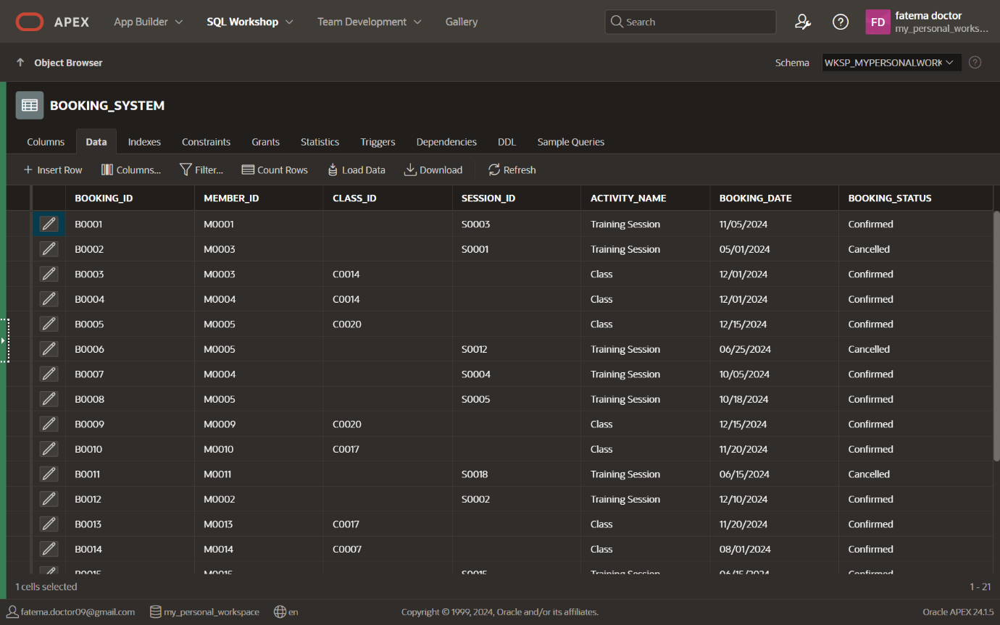 APEX App Builder SQL Workshop Team Development Gallery Search FD fatema doctor
my_personal_works...
Object Browser Schema WKSP_MYPERSONALWORK
BOOKING_SYSTEM
Columns Data Indexes Constraints Grants Statistics Triggers Dependencies DDL Sample Queries
Insert Row Columns... Filter... Count Rows Load Data Download Refresh
BOOKING_ID MEMBER_ID CLASS_ID SESSION_ID ACTIVITY_NAME BOOKING_DATE BOOKING_STATUS
B0001 M0001 S0003 Training Session 11/05/2024 Confirmed
B0002 M0003 S0001 Training Session 05/01/2024 Cancelled
B0003 M0003 C0014 Class 12/01/2024 Confirmed
B0004 M0004 C0014 Class 12/01/2024 Confirmed
B0005 M0005 C0020 Class 12/15/2024 Confirmed
B0006 M0005 S0012 Training Session 06/25/2024 Cancelled
B0007 M0004 S0004 Training Session 10/05/2024 Confirmed
B0008 M0005 S0005 Training Session 10/18/2024 Confirmed
B0009 M0009 C0020 Class 12/15/2024 Confirmed
B0010 M0010 C0017 Class 11/20/2024 Confirmed
B0011 M0011 S0018 Training Session 06/15/2024 Cancelled
B0012 M0002 S0002 Training Session 12/10/2024 Confirmed
B0013 M0013 C0017 Class 11/20/2024 Confirmed
B0014 M0014 C0007 Class 08/01/2024 Confirmed
B0015 M0015 S0015 Training Session 06/15/2024 Confirmed
1 cells selected 1 - 21
fatema.doctor09@gmail.com my_personal_workspace en Copyright © 1999, 2024, Oracle and/or its affiliates. Oracle APEX 24.1.5